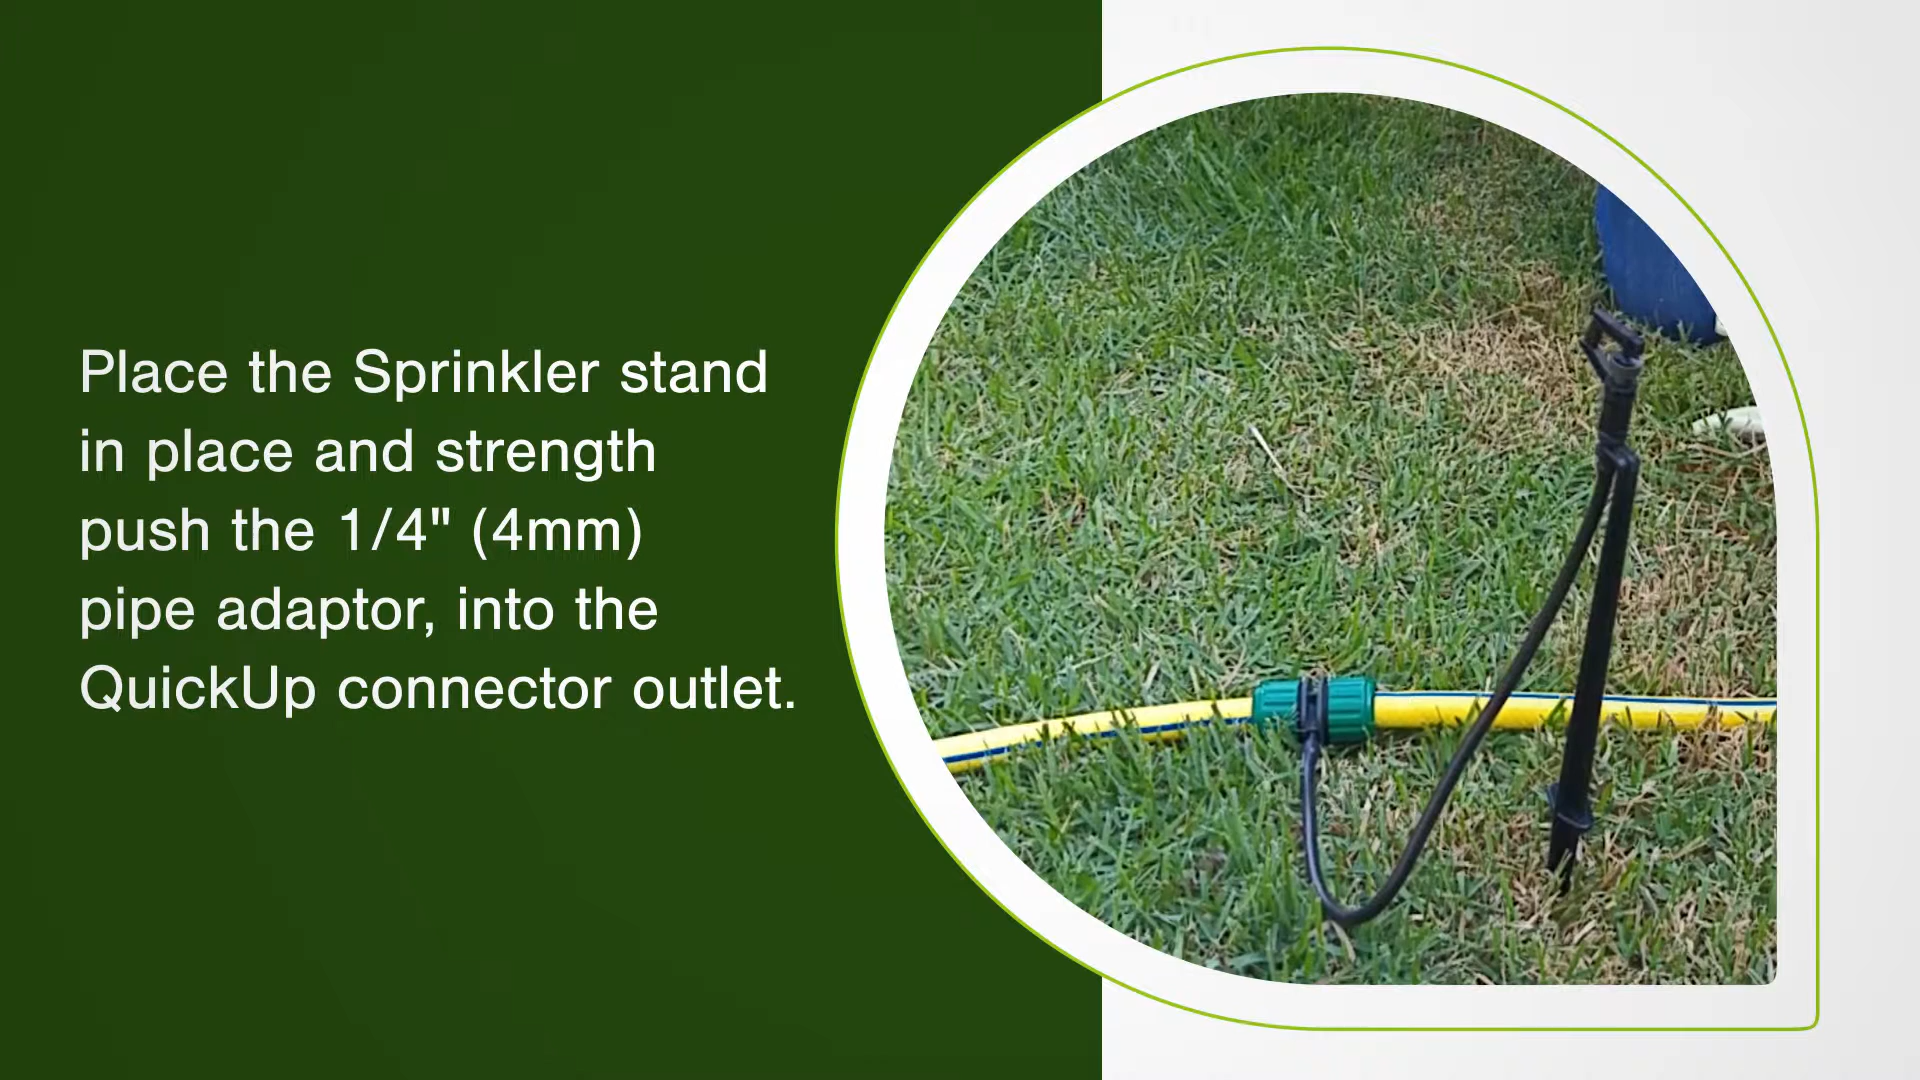 Place the Sprinkler stand
in place and strength
push the 1/4" (4mm)
pipe adaptor, into the
QuickUp connector outlet.